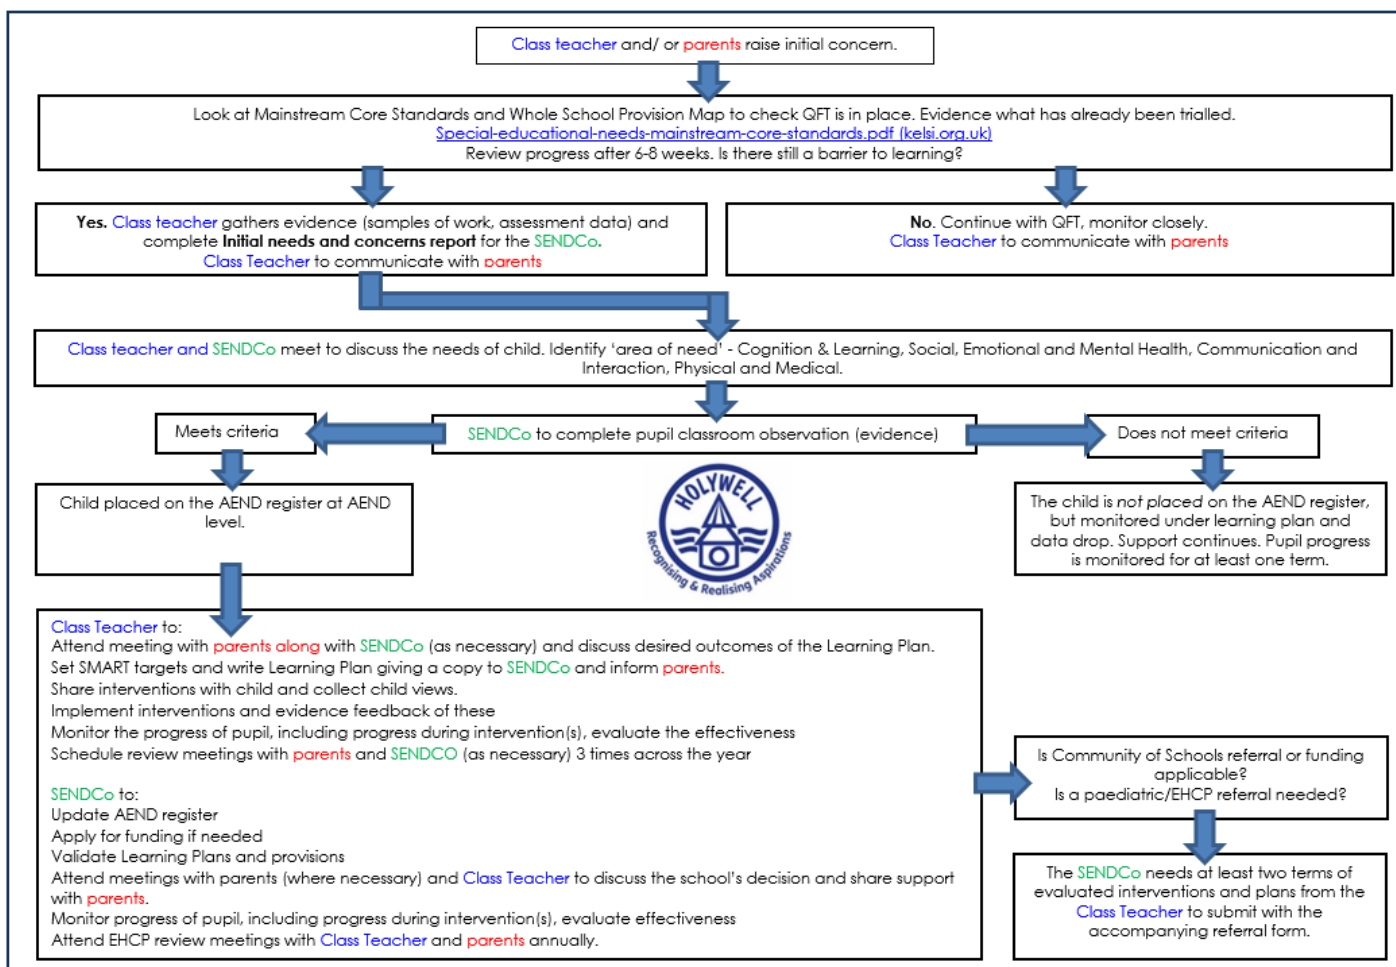 Class teacher and/ or parents raise initial concern.
Look at Mainstream Core Standards and Whole School Provision Map to check QFT is in place. Evidence what has already been trialled.
Special-educational-needs-mainstream-core-standards.pdf (kelsi.org.uk)
Review progress after 6-8 weeks. Is there still a barrier to learning?
Yes. Class teacher gathers evidence (samples of work, assessment data) and
complete Initial needs and concerns report for the SENDCo.
Class Teacher to communicate with parents
No. Continue with QFT, monitor closely.
Class Teacher to communicate with parents
Class teacher and SENDCo meet to discuss the needs of child. Identify ‘area of need’ - Cognition & Learning, Social, Emotional and Mental Health, Communication and
Interaction, Physical and Medical.
Meets criteria
SENDCo to complete pupil classroom observation (evidence)
Does not meet criteria
Child placed on the AEND register at AEND
level.
HOLYWELL
Recognising & Realising Aspirations
The child is not placed on the AEND register,
but monitored under learning plan and
data drop. Support continues. Pupil progress
is monitored for at least one term.
Class Teacher to:
Attend meeting with parents along with SENDCo (as necessary) and discuss desired outcomes of the Learning Plan.
Set SMART targets and write Learning Plan giving a copy to SENDCo and inform parents.
Share interventions with child and collect child views.
Implement interventions and evidence feedback of these
Monitor the progress of pupil, including progress during intervention(s), evaluate the effectiveness
Schedule review meetings with parents and SENDCO (as necessary) 3 times across the year
SENDCo to:
Update AEND register
Apply for funding if needed
Validate Learning Plans and provisions
Attend meetings with parents (where necessary) and Class Teacher to discuss the school’s decision and share support
with parents.
Monitor progress of pupil, including progress during intervention(s), evaluate effectiveness
Attend EHCP review meetings with Class Teacher and parents annually.
Is Community of Schools referral or funding
applicable?
Is a paediatric/EHCP referral needed?
The SENDCo needs at least two terms of
evaluated interventions and plans from the
Class Teacher to submit with the
accompanying referral form.